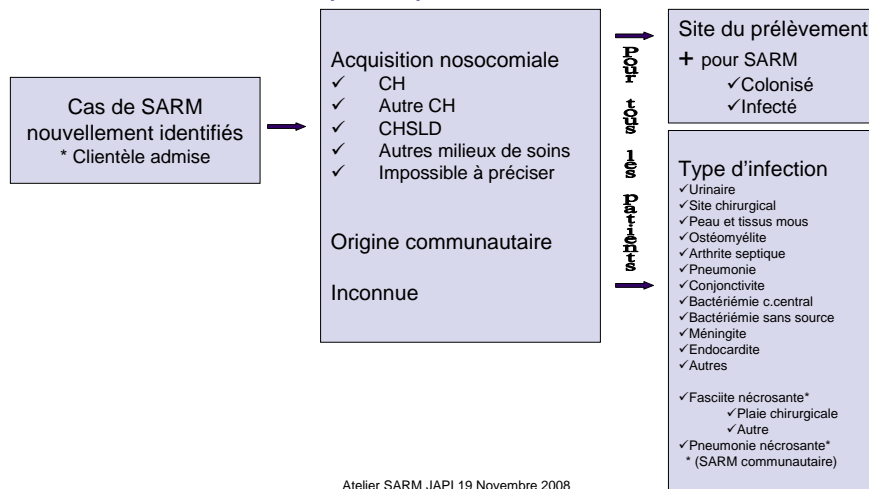 Cas de SARM
nouvellement identifiés
* Clientèle admise
Acquisition nosocomiale
✓ CH
✓ Autre CH
✓ CHSLD
✓ Autres milieux de soins
✓ Impossible à préciser
Origine communautaire
Inconnue
Pour tous les patients
Site du prélèvement
+ pour SARM
✓Colonisé
✓Infecté
Type d'infection
✓Urinaire
✓Site chirurgical
✓Peau et tissus mous
✓Ostéomyélite
✓Arthrite septique
✓Pneumonie
✓Conjonctivite
✓Bactériémie c.central
✓Bactériémie sans source
✓Méningite
✓Endocardite
✓Autres
✓Fasciite nécrosante*
✓Plaie chirurgicale
✓Autre
✓Pneumonie nécrosante*
* (SARM communautaire)
Atelier SARM JAPI 19 Novembre 2008